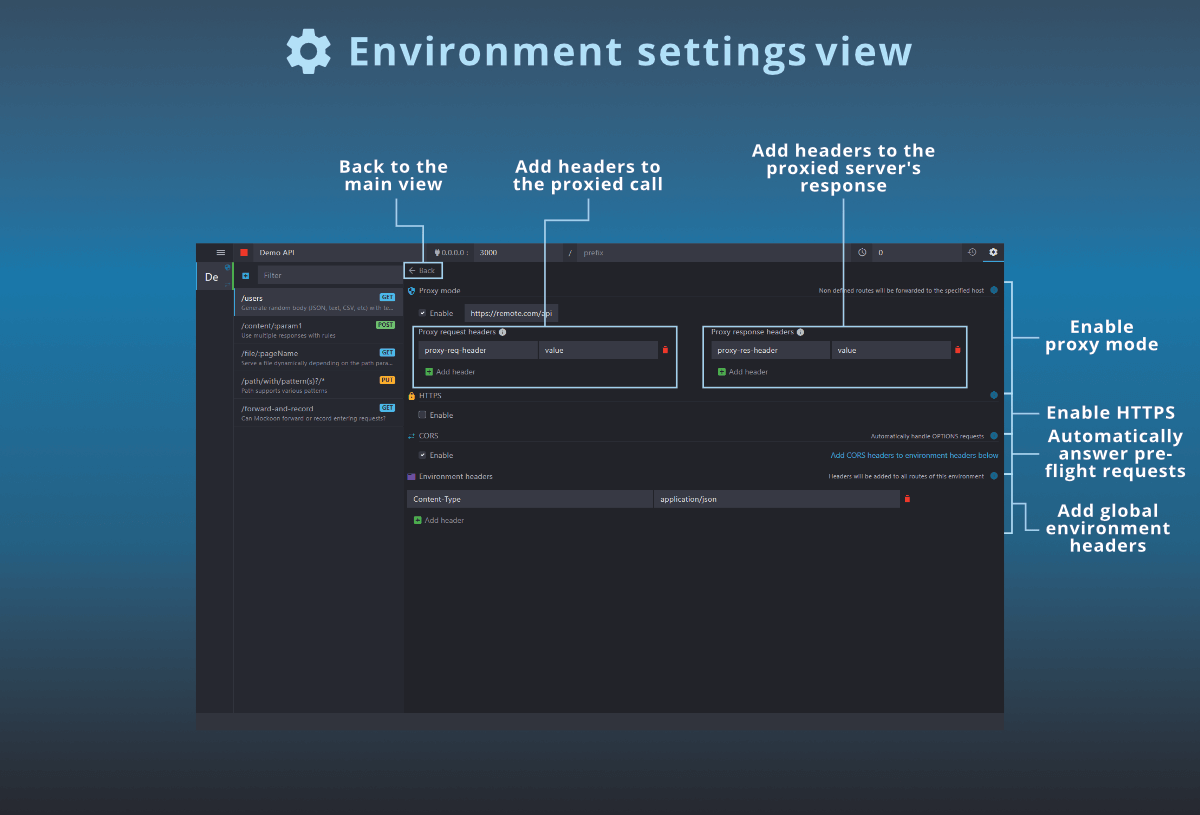 Environment settings view
Back to the
main view
Add headers to
the proxied call
Add headers to the
proxied server's
response
Demo API
0.0.0.0 :
3000
/
prefix
0
De
Filter
Back
/users
GET
Generate random body (JSON, text, CSV, etc) with te...
/content/:param1
POST
Use multiple responses with rules
/file/:pageName
GET
Serve a file dynamically depending on the path para...
/path/with/pattern(s)?/*
PUT
Path supports various patterns
/forward-and-record
GET
Can Mockoon forward or record entering requests?
Proxy mode
Non defined routes will be forwarded to the specified host
Enable
https://remote.com/api
Proxy request headers
proxy-req-header
value
Add header
Proxy response headers
proxy-res-header
value
Add header
HTTPS
Enable
CORS
Automatically handle OPTIONS requests
Enable
Add CORS headers to environment headers below
Environment headers
Headers will be added to all routes of this environment
Content-Type
application/json
Add header
Enable
proxy mode
Enable HTTPS
Automatically
answer pre-
flight requests
Add global
environment
headers